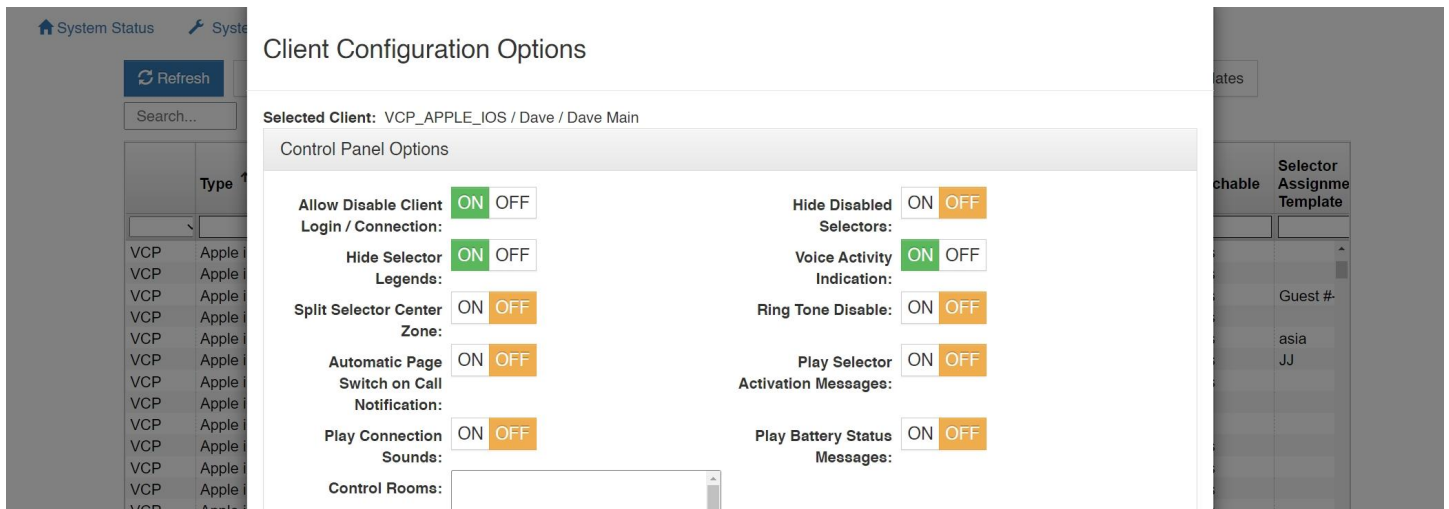 System Status
Client Configuration Options
Refresh
Search...
Selected Client: VCP_APPLE_IOS / Dave / Dave Main
Control Panel Options
Type
Selector
Assignme
Template
Allow Disable Client
Login / Connection:
ON OFF
Hide Disabled
Selectors:
ON OFF
Hide Selector
Legends:
ON OFF
Voice Activity
Indication:
ON OFF
Split Selector Center
Zone:
ON OFF
Ring Tone Disable:
ON OFF
Automatic Page
Switch on Call
Notification:
ON OFF
Play Selector
Activation Messages:
ON OFF
Play Connection
Sounds:
ON OFF
Play Battery Status
Messages:
ON OFF
Control Rooms:
VCP Apple i
VCP Apple i
VCP Apple i Guest #
VCP Apple i
VCP Apple i asia
VCP Apple i JJ
VCP Apple i
VCP Apple i
VCP Apple i
VCP Apple i
VCP Apple i
VCP Apple i